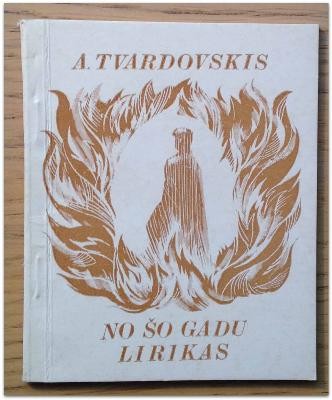 A. TVARDOVSKIS
NO ŠO GADU
LIRIKAS